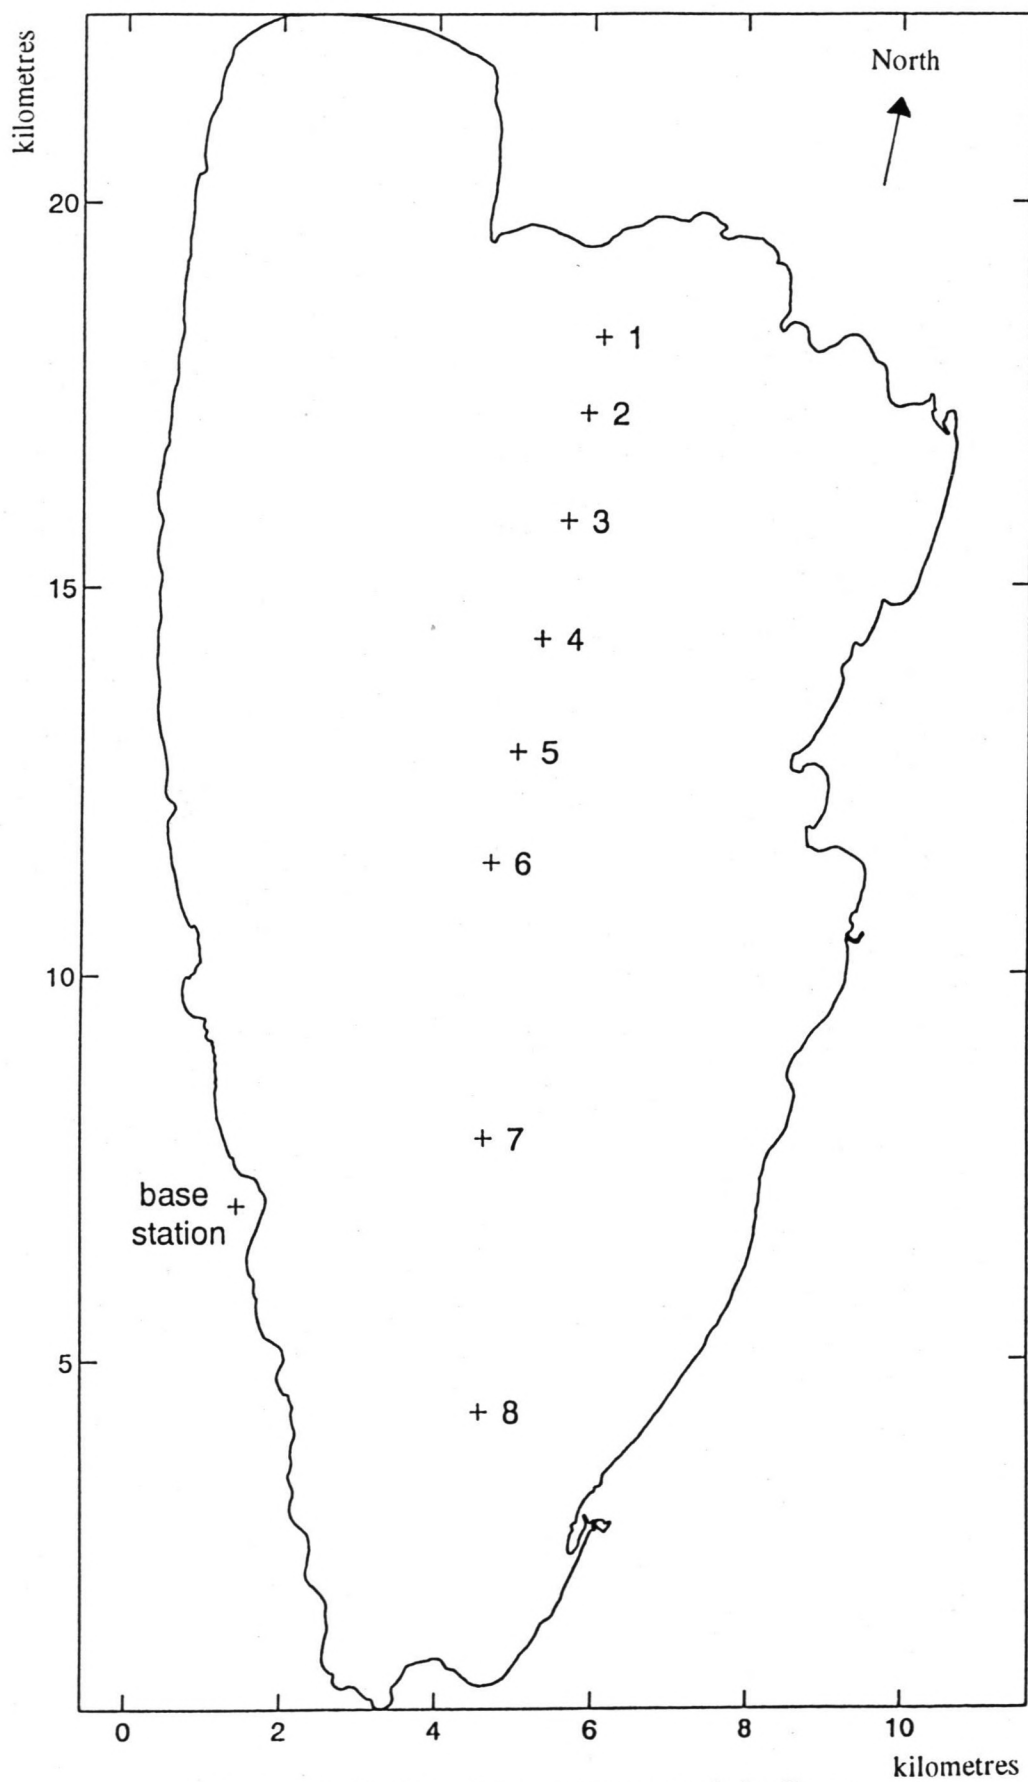 kilometres
North
20
+ 1
+ 2
+ 3
15
+ 4
+ 5
+ 6
10
+ 7
base
station +
5
+ 8
0 2 4 6 8 10
kilometres